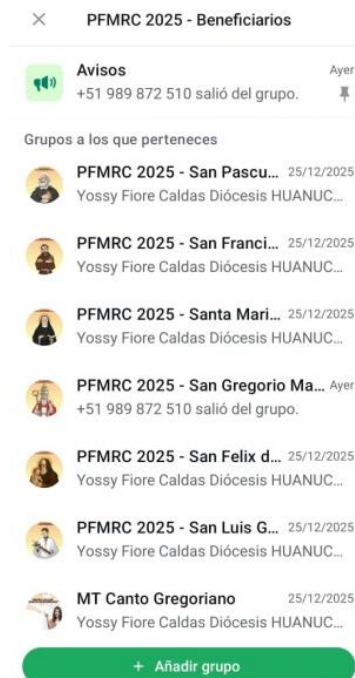 PFMRC 2025 - Beneficiarios
Avisos Ayer
+51 989 872 510 salió del grupo.
Grupos a los que perteneces
PFMRC 2025 - San Pascu... 25/12/2025
Yossy Fiore Caldas Diócesis HUANUC...
PFMRC 2025 - San Franci... 25/12/2025
Yossy Fiore Caldas Diócesis HUANUC...
PFMRC 2025 - Santa Mari... 25/12/2025
Yossy Fiore Caldas Diócesis HUANUC...
PFMRC 2025 - San Gregorio Ma... Ayer
+51 989 872 510 salió del grupo.
PFMRC 2025 - San Felix d... 25/12/2025
Yossy Fiore Caldas Diócesis HUANUC...
PFMRC 2025 - San Luis G... 25/12/2025
Yossy Fiore Caldas Diócesis HUANUC...
MT Canto Gregoriano 25/12/2025
Yossy Fiore Caldas Diócesis HUANUC...
+ Añadir grupo